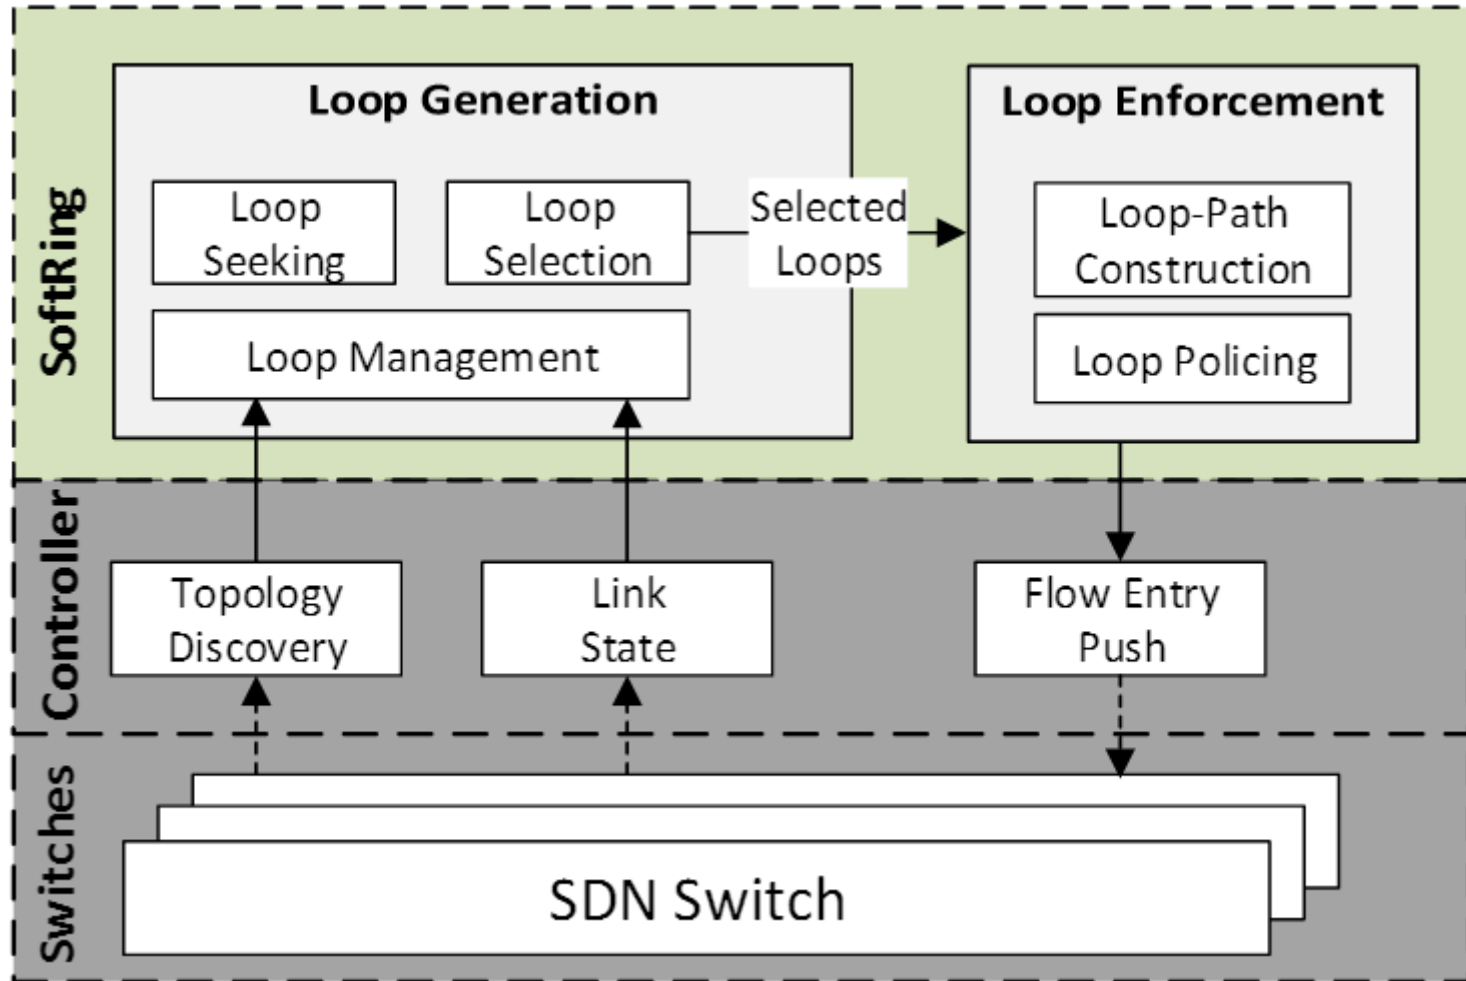 SoftRing
Loop Generation
Loop
Seeking
Loop
Selection
Loop Management
Selected
Loops
Loop Enforcement
Loop-Path
Construction
Loop Policing
Controller
Topology
Discovery
Link
State
Flow Entry
Push
Switches
SDN Switch